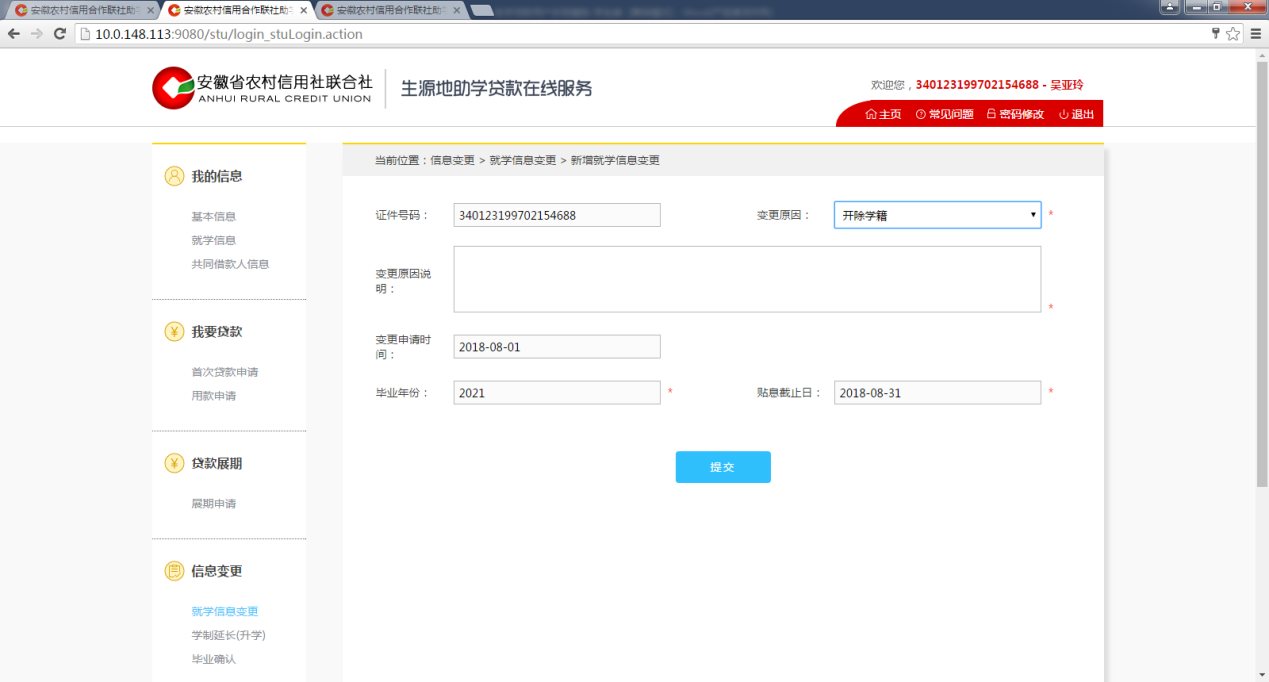 安徽农村信用合作联社助
安徽农村信用合作联社助
安徽农村信用合作联社助
10.0.148.113:9080/stu/login_stuLogin.action
安徽省农村信用社联合社
ANHUI RURAL CREDIT UNION
生源地助学贷款在线服务
欢迎您，340123199702154688 - 吴亚玲
主页 常见问题 密码修改 退出
我的信息
基本信息
就学信息
共同借款人信息
我要贷款
首次贷款申请
用款申请
贷款展期
展期申请
信息变更
就学信息变更
学制延长(升学)
毕业确认
当前位置：信息变更 > 就学信息变更 > 新增就学信息变更
证件号码： 340123199702154688 变更原因： 开除学籍 *
变更原因说
明：
*
变更申请时
间： 2018-08-01
毕业年份： 2021 * 贴息截止日： 2018-08-31 *
提交